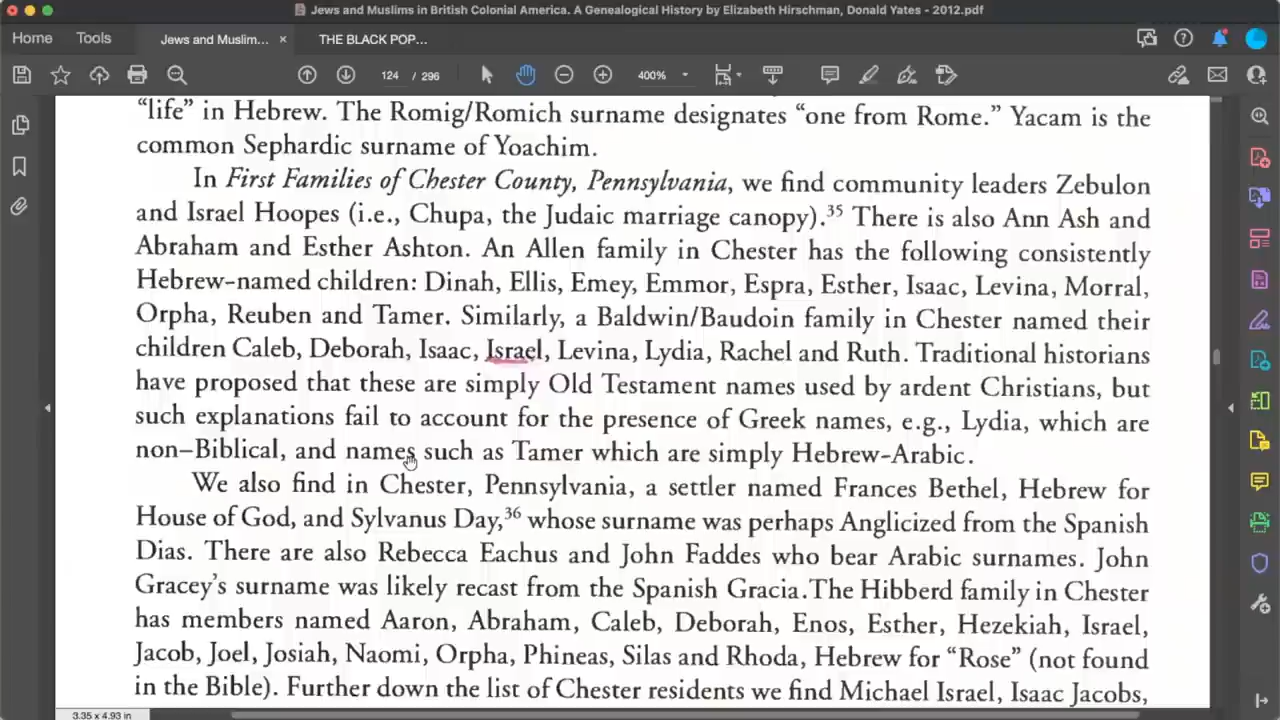 Jews and Muslims in British Colonial America. A Genealogical History by Elizabeth Hirschman, Donald Yates - 2012.pdf
Home Tools Jews and Muslim... × THE BLACK POP...
124 / 296 400%
“life” in Hebrew. The Romig/Romich surname designates “one from Rome.” Yacam is the
common Sephardic surname of Yoachim.
In First Families of Chester County, Pennsylvania, we find community leaders Zebulon
and Israel Hoopes (i.e., Chupa, the Judaic marriage canopy).35 There is also Ann Ash and
Abraham and Esther Ashton. An Allen family in Chester has the following consistently
Hebrew-named children: Dinah, Ellis, Emey, Emmor, Espra, Esther, Isaac, Levina, Morral,
Orpha, Reuben and Tamer. Similarly, a Baldwin/Baudoin family in Chester named their
children Caleb, Deborah, Isaac, Israel, Levina, Lydia, Rachel and Ruth. Traditional historians
have proposed that these are simply Old Testament names used by ardent Christians, but
such explanations fail to account for the presence of Greek names, e.g., Lydia, which are
non–Biblical, and names such as Tamer which are simply Hebrew-Arabic.
We also find in Chester, Pennsylvania, a settler named Frances Bethel, Hebrew for
House of God, and Sylvanus Day,36 whose surname was perhaps Anglicized from the Spanish
Dias. There are also Rebecca Eachus and John Faddes who bear Arabic surnames. John
Gracey’s surname was likely recast from the Spanish Gracia.The Hibberd family in Chester
has members named Aaron, Abraham, Caleb, Deborah, Enos, Esther, Hezekiah, Israel,
Jacob, Joel, Josiah, Naomi, Orpha, Phineas, Silas and Rhoda, Hebrew for “Rose” (not found
in the Bible). Further down the list of Chester residents we find Michael Israel, Isaac Jacobs,
3.35 x 4.93 in